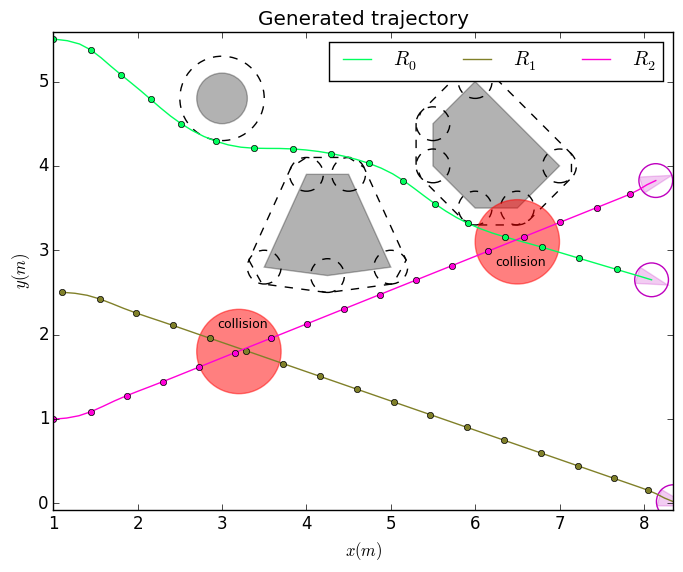 Generated trajectory
R0 R1 R2
5
4
3
2
1
0
y(m)
collision
collision
1 2 3 4 5 6 7 8
x(m)